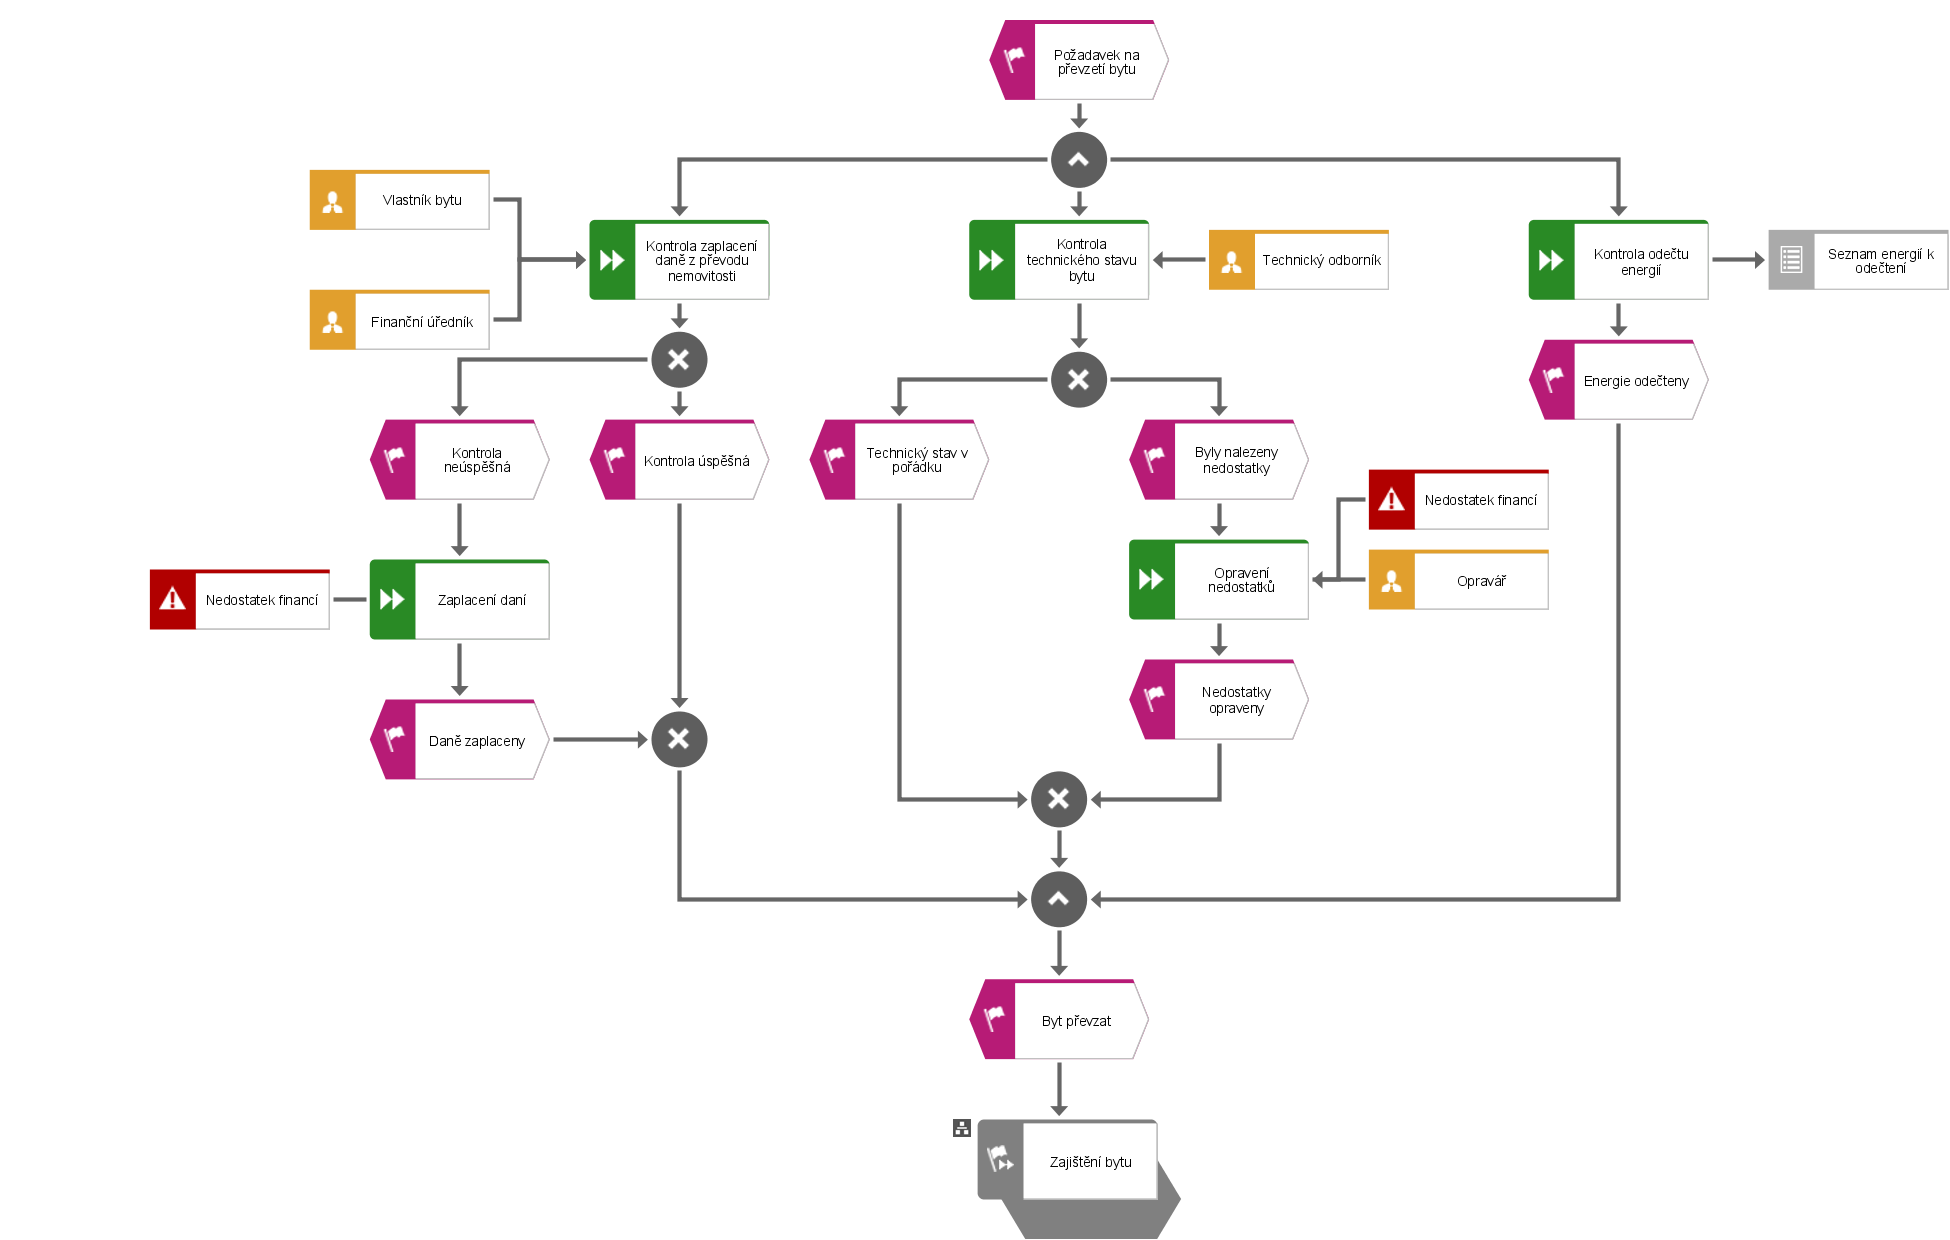 Požadavek na
převzetí bytu
Vlastník bytu
Finanční úředník
Kontrola zaplacení
daně z převodu
nemovitosti
Kontrola
technického stavu
bytu
Technický odborník
Kontrola odečtu
energií
Seznam energií k
odečtení
Energie odečteny
Kontrola
neúspěšná
Kontrola úspěšná
Technický stav v
pořádku
Byly nalezeny
nedostatky
Nedostatek financí
Opravář
Opravení
nedostatků
Nedostatek financí
Zaplacení daní
Nedostatky
opraveny
Daně zaplaceny
Byt převzat
Zajištění bytu